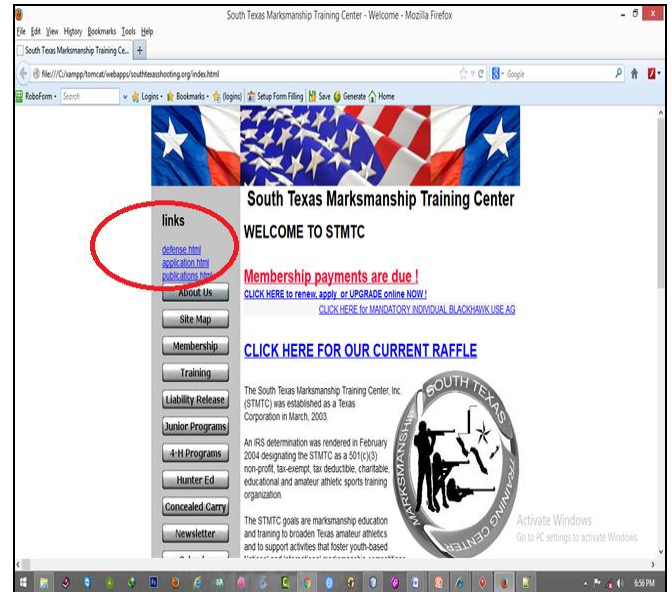 South Texas Marksmanship Training Center - Welcome - Mozilla Firefox
File Edit View History Bookmarks Tools Help
South Texas Marksmanship Training Ce... +
file:///C:/xampp/tomcat/webapps/southtexasshooting.org/index.html
Google
RoboForm Search Logins Bookmarks (logins) Setup Form Filling Save Generate Home
South Texas Marksmanship Training Center
links
WELCOME TO STMTC
defense.html
application.html
publications.html
Membership payments are due !
CLICK HERE to renew, apply or UPGRADE online NOW !
CLICK HERE for MANDATORY INDIVIDUAL BLACKHAWK USE AG
About Us
Site Map
Membership
Training
Liability Release
Junior Programs
4-H Programs
Hunter Ed
Concealed Carry
Newsletter
CLICK HERE FOR OUR CURRENT RAFFLE
The South Texas Marksmanship Training Center, Inc.
(STMTC) was established as a Texas
Corporation in March, 2003.
An IRS determination was rendered in February
2004 designating the STMTC as a 501(c)(3)
non-profit, tax-exempt, tax deductible, charitable,
educational and amateur athletic sports training
organization.
The STMTC goals are marksmanship education
and training to broaden Texas amateur athletics
and to support activities that foster youth-based
National and International marksmanship competitions
SOUTH TEXAS
MARKSMANSHIP
TRAINING CENTER
Activate Windows
Go to PC settings to activate Windows.
6:56 PM